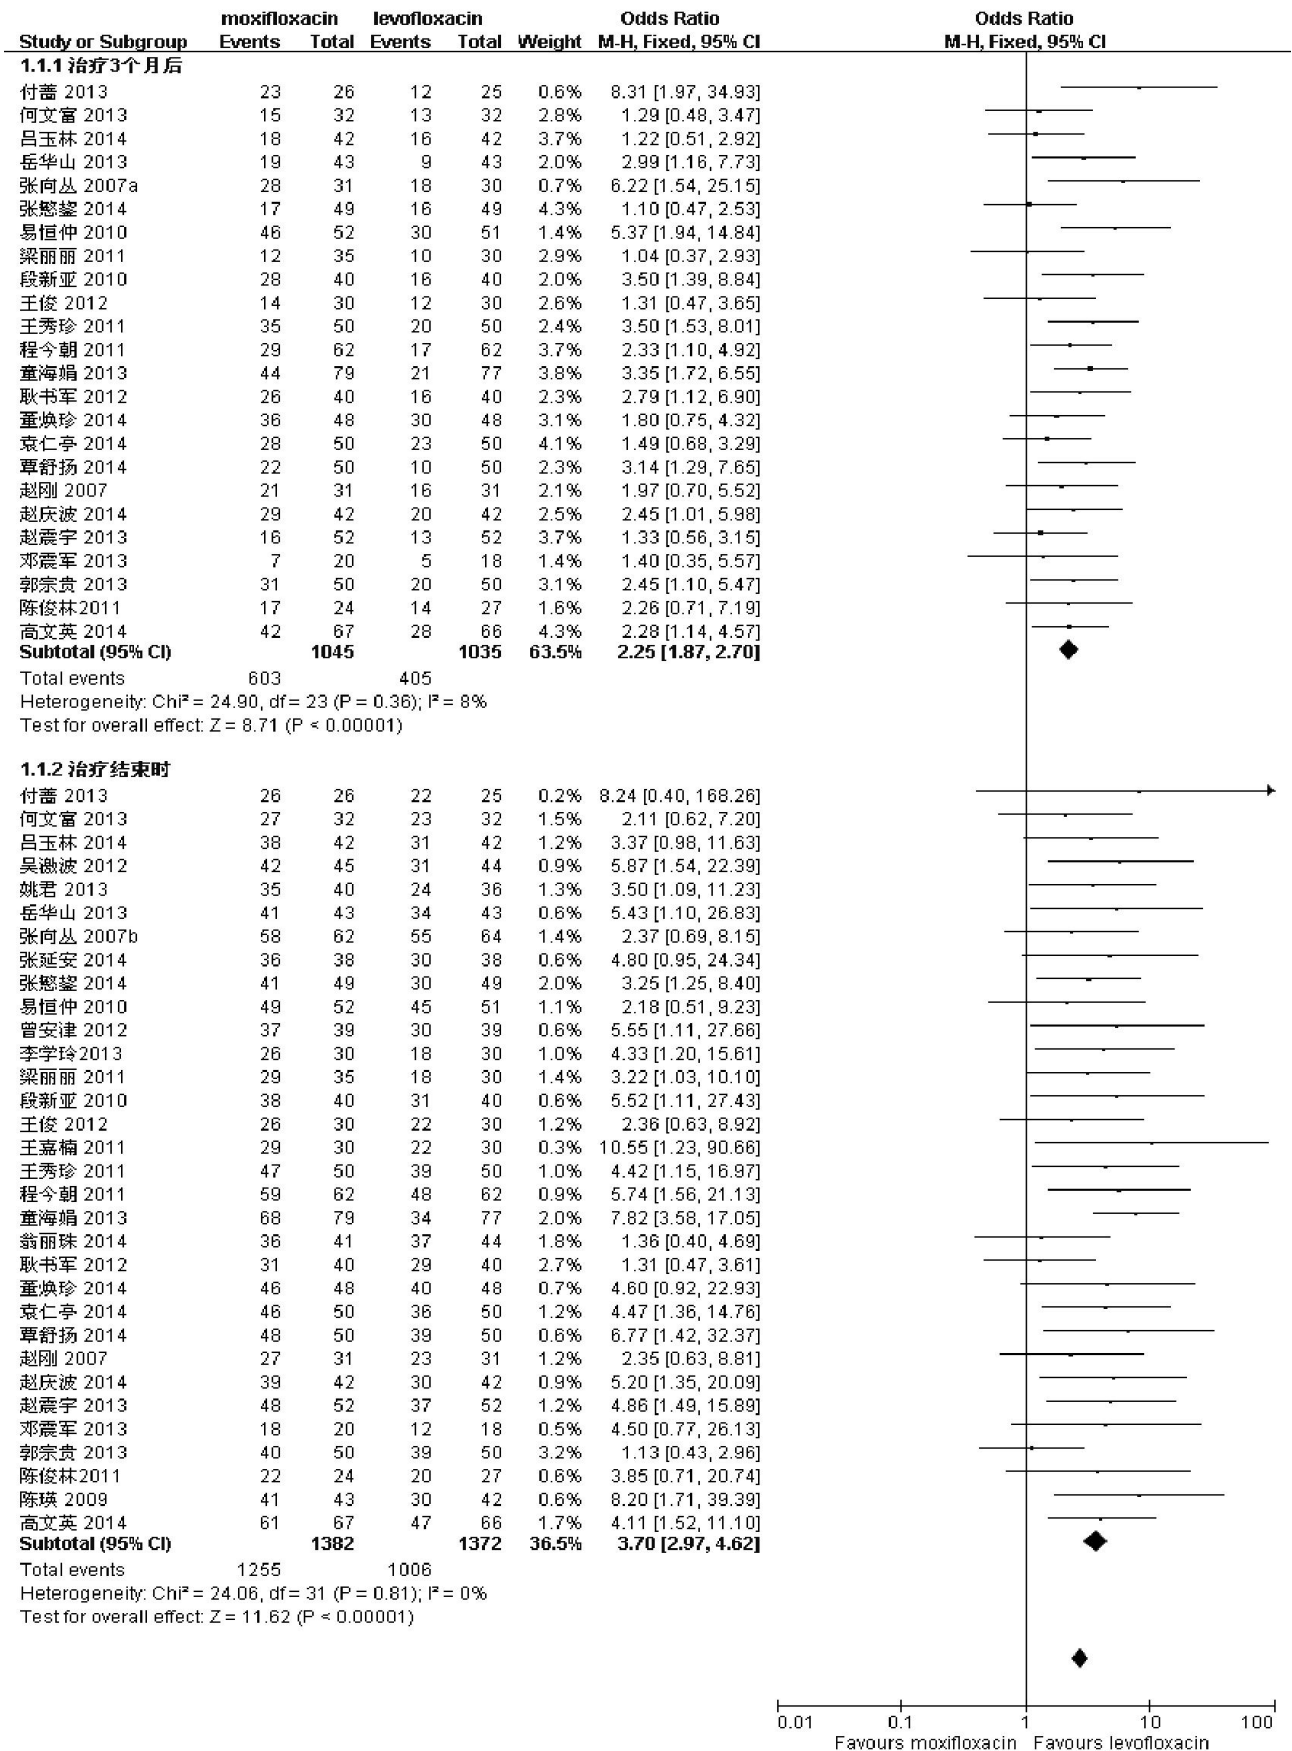 moxifloxacin levofloxacin Odds Ratio Odds Ratio
Study or Subgroup Events Total Events Total Weight M-H, Fixed, 95% CI M-H, Fixed, 95% CI
1.1.1 治疗3个月后
付蔷 2013 23 26 12 25 0.6% 8.31 [1.97, 34.93]
何文富 2013 15 32 13 32 2.8% 1.29 [0.48, 3.47]
吕玉林 2014 18 42 16 42 3.7% 1.22 [0.51, 2.92]
岳华山 2013 19 43 9 43 2.0% 2.99 [1.16, 7.73]
张向丛 2007a 28 31 18 30 0.7% 6.22 [1.54, 25.15]
2014 17 49 16 49 4.3% 1.10 [0.47, 2.53]
易恒仲 2010 46 52 30 51 1.4% 5.37 [1.94, 14.84]
梁丽丽 2011 12 35 10 30 2.9% 1.04 [0.37, 2.93]
段新亚 2010 28 40 16 40 2.0% 3.50 [1.39, 8.84]
王俊 2012 14 30 12 30 2.6% 1.31 [0.47, 3.65]
王秀珍 2011 35 50 20 50 2.4% 3.50 [1.53, 8.01]
程今朝 2011 29 62 17 62 3.7% 2.33 [1.10, 4.92]
童海娟 2013 44 79 21 77 3.8% 3.35 [1.72, 6.55]
耿书军 2012 26 40 16 40 2.3% 2.79 [1.12, 6.90]
董焕珍 2014 36 48 30 48 3.1% 1.80 [0.75, 4.32]
袁仁亭 2014 28 50 23 50 4.1% 1.49 [0.68, 3.29]
覃舒扬 2014 22 50 10 50 2.3% 3.14 [1.29, 7.65]
赵刚 2007 21 31 16 31 2.1% 1.97 [0.70, 5.52]
赵庆波 2014 29 42 20 42 2.5% 2.45 [1.01, 5.98]
赵震宇 2013 16 52 13 52 3.7% 1.33 [0.56, 3.15]
邓震军 2013 7 20 5 18 1.4% 1.40 [0.35, 5.57]
郭宗贵 2013 31 50 20 50 3.1% 2.45 [1.10, 5.47]
陈俊林2011 17 24 14 27 1.6% 2.26 [0.71, 7.19]
高文英 2014 42 67 28 66 4.3% 2.28 [1.14, 4.57]
Subtotal (95% CI) 1045 1035 63.5% 2.25 [1.87, 2.70]
Total events 603 405
Heterogeneity: Chi² = 24.90, df = 23 (P = 0.36); I² = 8%
Test for overall effect: Z = 8.71 (P < 0.00001)
1.1.2 治疗结束时
付蔷 2013 26 26 22 25 0.2% 8.24 [0.40, 168.26]
何文富 2013 27 32 23 32 1.5% 2.11 [0.62, 7.20]
吕玉林 2014 38 42 31 42 1.2% 3.37 [0.98, 11.63]
吴激波 2012 42 45 31 44 0.9% 5.87 [1.54, 22.39]
姚君 2013 35 40 24 36 1.3% 3.50 [1.09, 11.23]
岳华山 2013 41 43 34 43 0.6% 5.43 [1.10, 26.83]
张向丛 2007b 58 62 55 64 1.4% 2.37 [0.69, 8.15]
张延安 2014 36 38 30 38 0.6% 4.80 [0.95, 24.34]
2014 41 49 30 49 2.0% 3.25 [1.25, 8.40]
易恒仲 2010 49 52 45 51 1.1% 2.18 [0.51, 9.23]
曾安津 2012 37 39 30 39 0.6% 5.55 [1.11, 27.66]
李学玲2013 26 30 18 30 1.0% 4.33 [1.20, 15.61]
梁丽丽 2011 29 35 18 30 1.4% 3.22 [1.03, 10.10]
段新亚 2010 38 40 31 40 0.6% 5.52 [1.11, 27.43]
王俊 2012 26 30 22 30 1.2% 2.36 [0.63, 8.92]
王嘉楠 2011 29 30 22 30 0.3% 10.55 [1.23, 90.66]
王秀珍 2011 47 50 39 50 1.0% 4.42 [1.15, 16.97]
程今朝 2011 59 62 48 62 0.9% 5.74 [1.56, 21.13]
童海娟 2013 68 79 34 77 2.0% 7.82 [3.58, 17.05]
翁丽珠 2014 36 41 37 44 1.8% 1.36 [0.40, 4.69]
耿书军 2012 31 40 29 40 2.7% 1.31 [0.47, 3.61]
董焕珍 2014 46 48 40 48 0.7% 4.60 [0.92, 22.93]
袁仁亭 2014 46 50 36 50 1.2% 4.47 [1.36, 14.76]
覃舒扬 2014 48 50 39 50 0.6% 6.77 [1.42, 32.37]
赵刚 2007 27 31 23 31 1.2% 2.35 [0.63, 8.81]
赵庆波 2014 39 42 30 42 0.9% 5.20 [1.35, 20.09]
赵震宇 2013 48 52 37 52 1.2% 4.86 [1.49, 15.89]
邓震军 2013 18 20 12 18 0.5% 4.50 [0.77, 26.13]
郭宗贵 2013 40 50 39 50 3.2% 1.13 [0.43, 2.96]
陈俊林2011 22 24 20 27 0.6% 3.85 [0.71, 20.74]
陈瑛 2009 41 43 30 42 0.6% 8.20 [1.71, 39.39]
高文英 2014 61 67 47 66 1.7% 4.11 [1.52, 11.10]
Subtotal (95% CI) 1382 1372 36.5% 3.70 [2.97, 4.62]
Total events 1255 1006
Heterogeneity: Chi² = 24.06, df = 31 (P = 0.81); I² = 0%
Test for overall effect: Z = 11.62 (P < 0.00001)
0.01 0.1 1 10 100
Favours moxifloxacin Favours levofloxacin